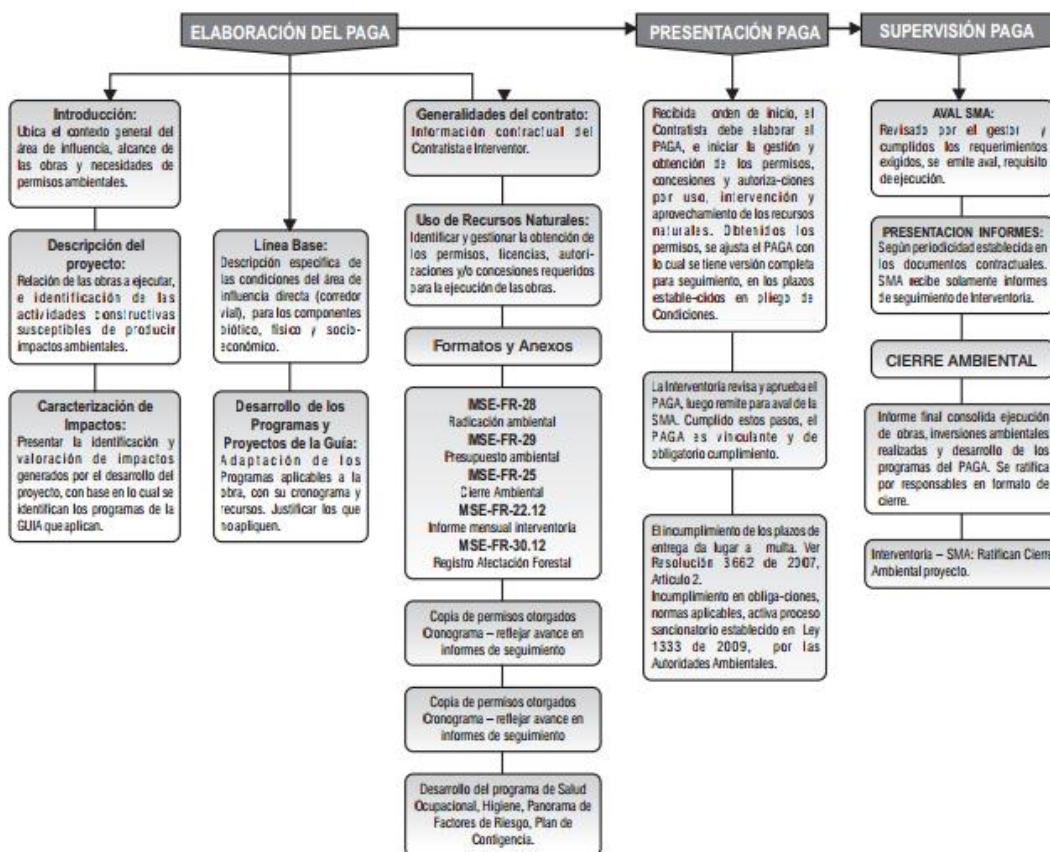 ELABORACIÓN DEL PAGA
PRESENTACIÓN PAGA
SUPERVISIÓN PAGA
Introducción:
Ubica el contexto general del
área de influencia, alcance de
las obras y necesidades de
permisos ambientales.
Descripción del
proyecto:
Relación de las obras a ejecutar,
e identificación de las
actividades constructivas
susceptibles de producir
impactos ambientales.
Caracterización de
Impactos:
Presentar la identificación y
valoración de impactos
generados por el desarrollo del
proyecto, con base en lo cual se
identifican los programas de la
GUIA que aplican.
Línea Base:
Descripción especifica de
las condiciones del área de
influencia directa (corredor
vial), para los componentes
biótico, físico y socio-
económico.
Desarrollo de los
Programas y
Proyectos de la Guía:
Adaptación de los
Programas aplicables a la
obra, con su cronograma y
recursos. Justificar los que
no apliquen.
Generalidades del contrato:
Información contractual del
Contratista e Interventor.
Uso de Recursos Naturales:
Identificar y gestionar la obtención de
los permisos, licencias, autori-
zaciones y/o concesiones requeridos
para la ejecución de las obras.
Formatos y Anexos
MSE-FR-28
Radicación ambiental
MSE-FR-29
Presupuesto ambiental
MSE-FR-25
Cierre Ambiental
MSE-FR-22.12
Informe mensual interventoría
MSE-FR-30.12
Registro Afectación Forestal
Copia de permisos otorgados
Cronograma – reflejar avance en
informes de seguimiento
Copia de permisos otorgados
Cronograma – reflejar avance en
informes de seguimiento
Desarrollo del programa de Salud
Ocupacional, Higiene, Panorama de
Factores de Riesgo, Plan de
Contigencia.
Recibida orden de inicio, el
Contratista debe elaborar el
PAGA, e iniciar la gestión y
obtención de los permisos,
concesiones y autoriza-ciones
por uso, intervención y
aprovechamiento de los recursos
naturales. Obtenidos los
permisos, se ajusta el PAGA con
lo cual se tiene versión completa
para seguimiento, en los plazos
estable-cidos en pliego de
Condiciones.
La Interventoría revisa y aprueba el
PAGA, luego remite para aval de la
SMA. Cumplido estos pasos, el
PAGA es vinculante y de
obligatorio cumplimiento.
El incumplimiento de los plazos de
entrega da lugar a multa. Ver
Resolución 3662 de 2007,
Articulo 2.
Incumplimiento en obliga-ciones,
normas aplicables, activa proceso
sancionatorio establecido en Ley
1333 de 2009, por las
Autoridades Ambientales.
AVAL SMA:
Revisado por el gestor y
cumplidos los requerimientos
exigidos, se emite aval, requisito
de ejecución.
PRESENTACION INFORMES:
Según periodicidad establecida en
los documentos contractuales.
SMA recibe solamente informes
de seguimiento de Interventoría.
CIERRE AMBIENTAL
Informe final consolida ejecución
de obras, inversiones ambientales
realizadas y desarrollo de los
programas del PAGA. Se ratifica
por responsables en formato de
cierre.
Interventoría – SMA: Ratifican Cierre
Ambiental proyecto.